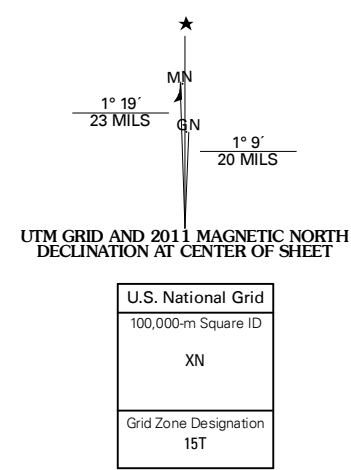 MN
1° 19´
23 MILS
GN
1° 9´
20 MILS
UTM GRID AND 2011 MAGNETIC NORTH
DECLINATION AT CENTER OF SHEET
U.S. National Grid
100,000-m Square ID
XN
Grid Zone Designation
15T